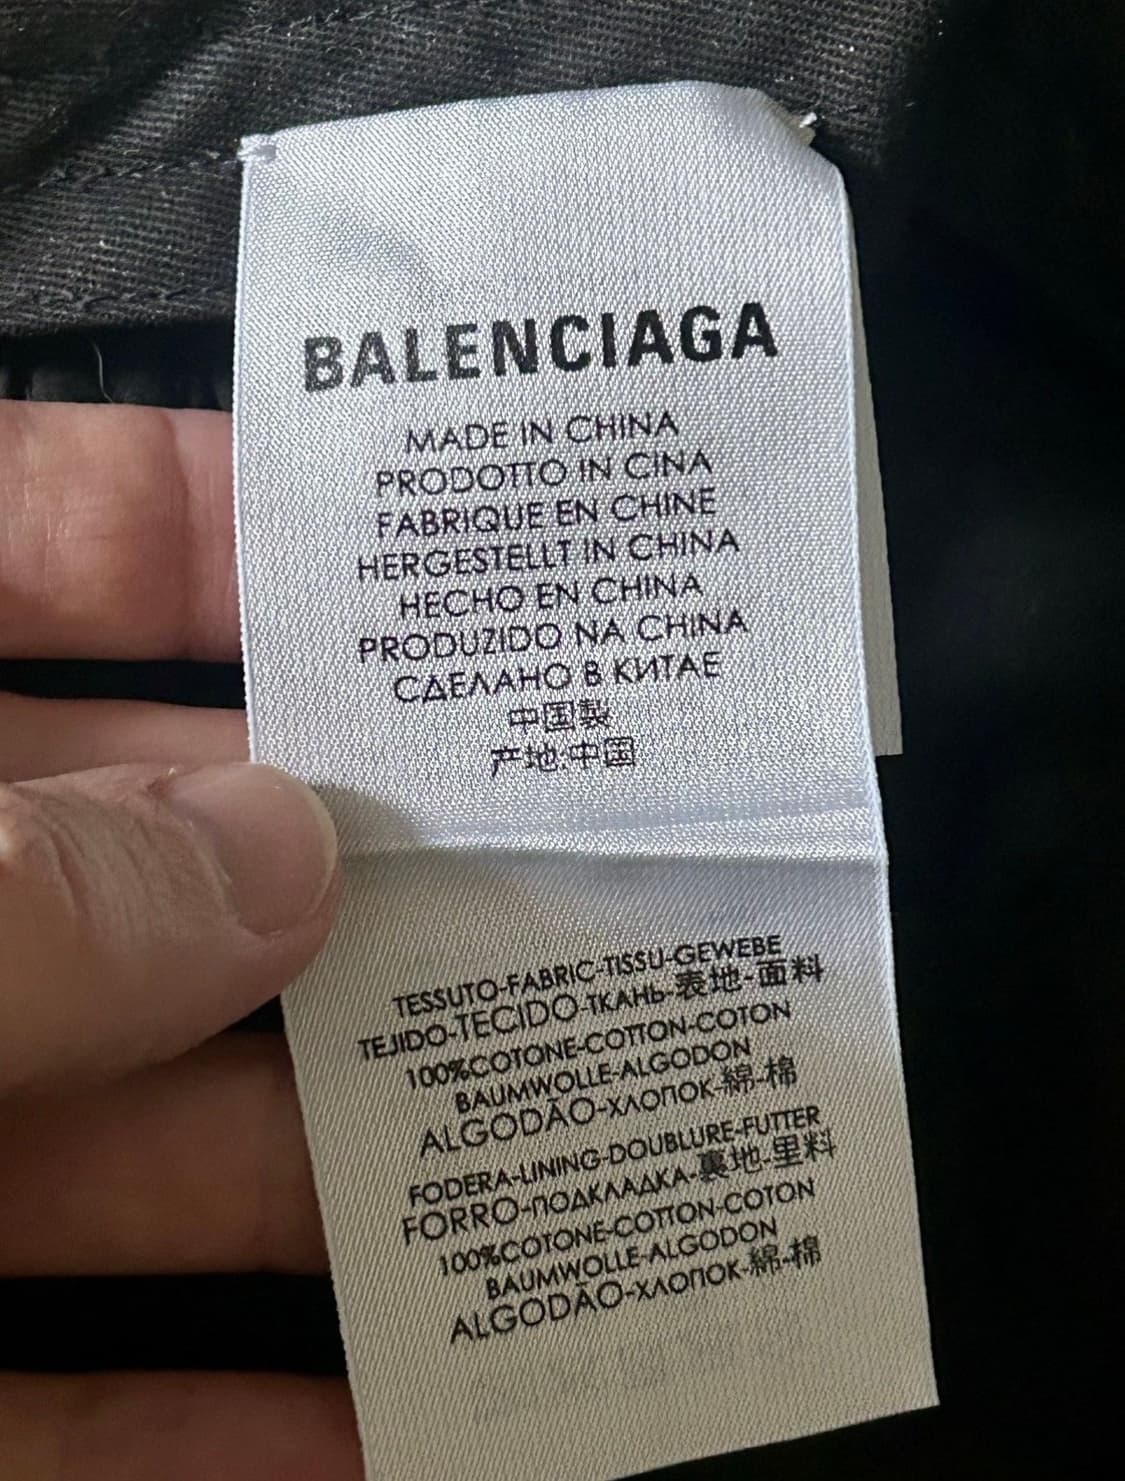 BALENCIAGA
MADE IN CHINA
PRODOTTO IN CINA
FABRIQUE EN CHINE
HERGESTELLT IN CHINA
HECHO EN CHINA
PRODUZIDO NA CHINA
СДЕЛАНО В КИТАЕ
中国製
产地:中国
TESSUTO-FABRIC-TISSU-GEWEBE
TEJIDO-TECIDO-ТКАНЬ-表地-面料
100%COTONE-COTTON-COTON
BAUMWOLLE-ALGODON
ALGODÃO-ХЛОПОК-綿-棉
FODERA-LINING-DOUBLURE-FUTTER
FORRO-ПОДКЛАДКА-裏地-里料
100%COTONE-COTTON-COTON
BAUMWOLLE-ALGODON
ALGODÃO-ХЛОПОК-綿-棉